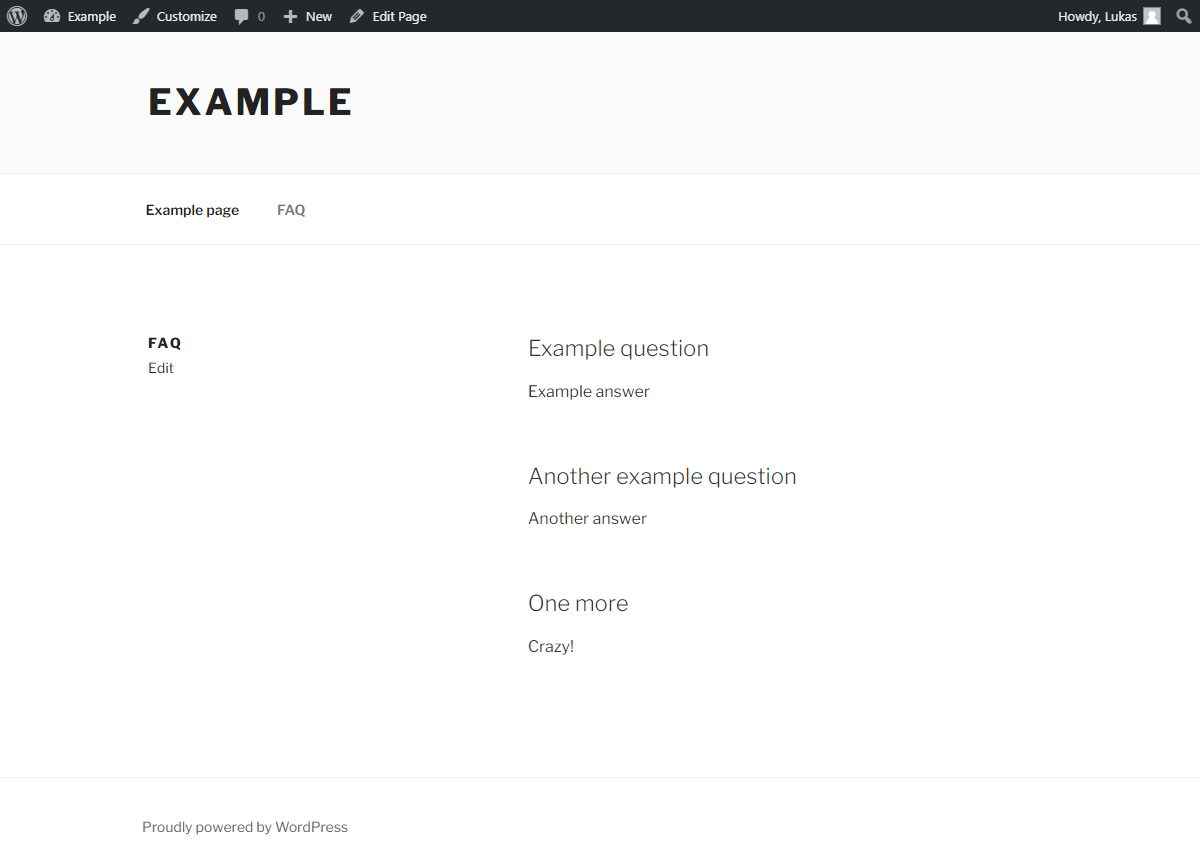 Example Customize 0 New Edit Page Howdy, Lukas
EXAMPLE
Example page FAQ
FAQ
Edit
Example question
Example answer
Another example question
Another answer
One more
Crazy!
Proudly powered by WordPress